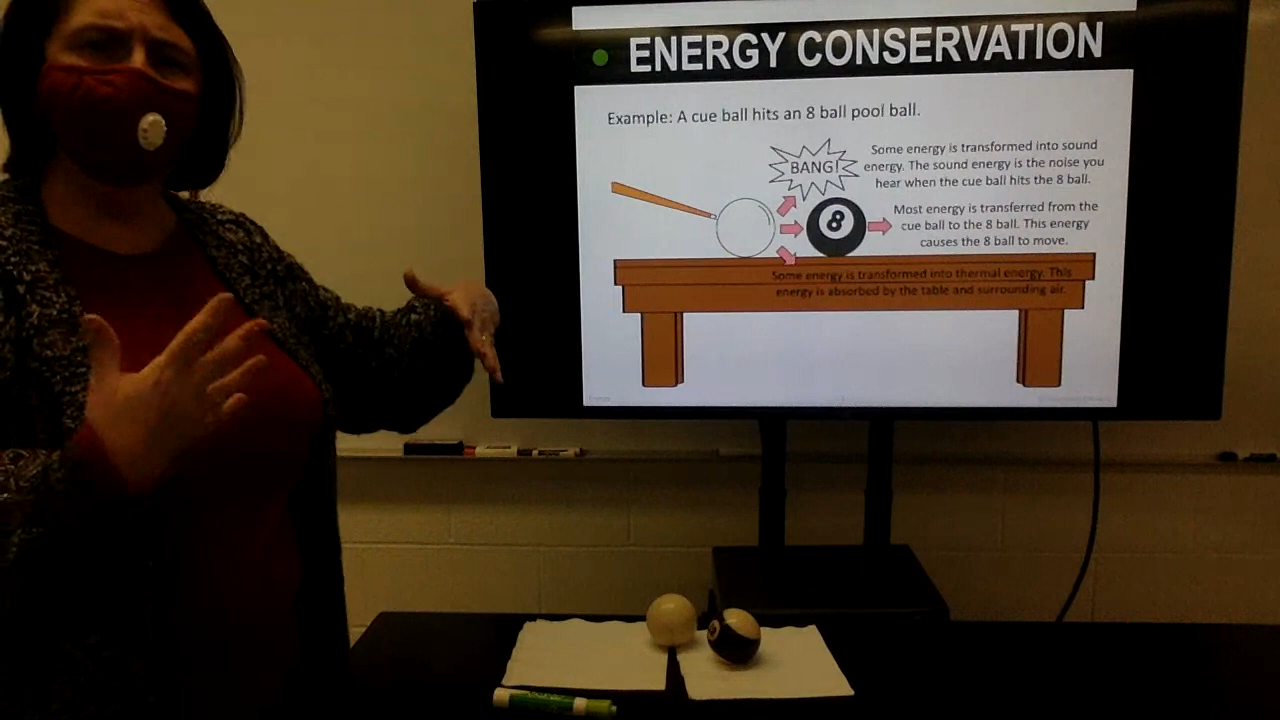 ENERGY CONSERVATION
Example: A cue ball hits an 8 ball pool ball.
BANG!
Some energy is transformed into sound
energy. The sound energy is the noise you
hear when the cue ball hits the 8 ball.
8
Most energy is transferred from the
cue ball to the 8 ball. This energy
causes the 8 ball to move.
Some energy is transformed into thermal energy. This
energy is absorbed by the table and surrounding air.